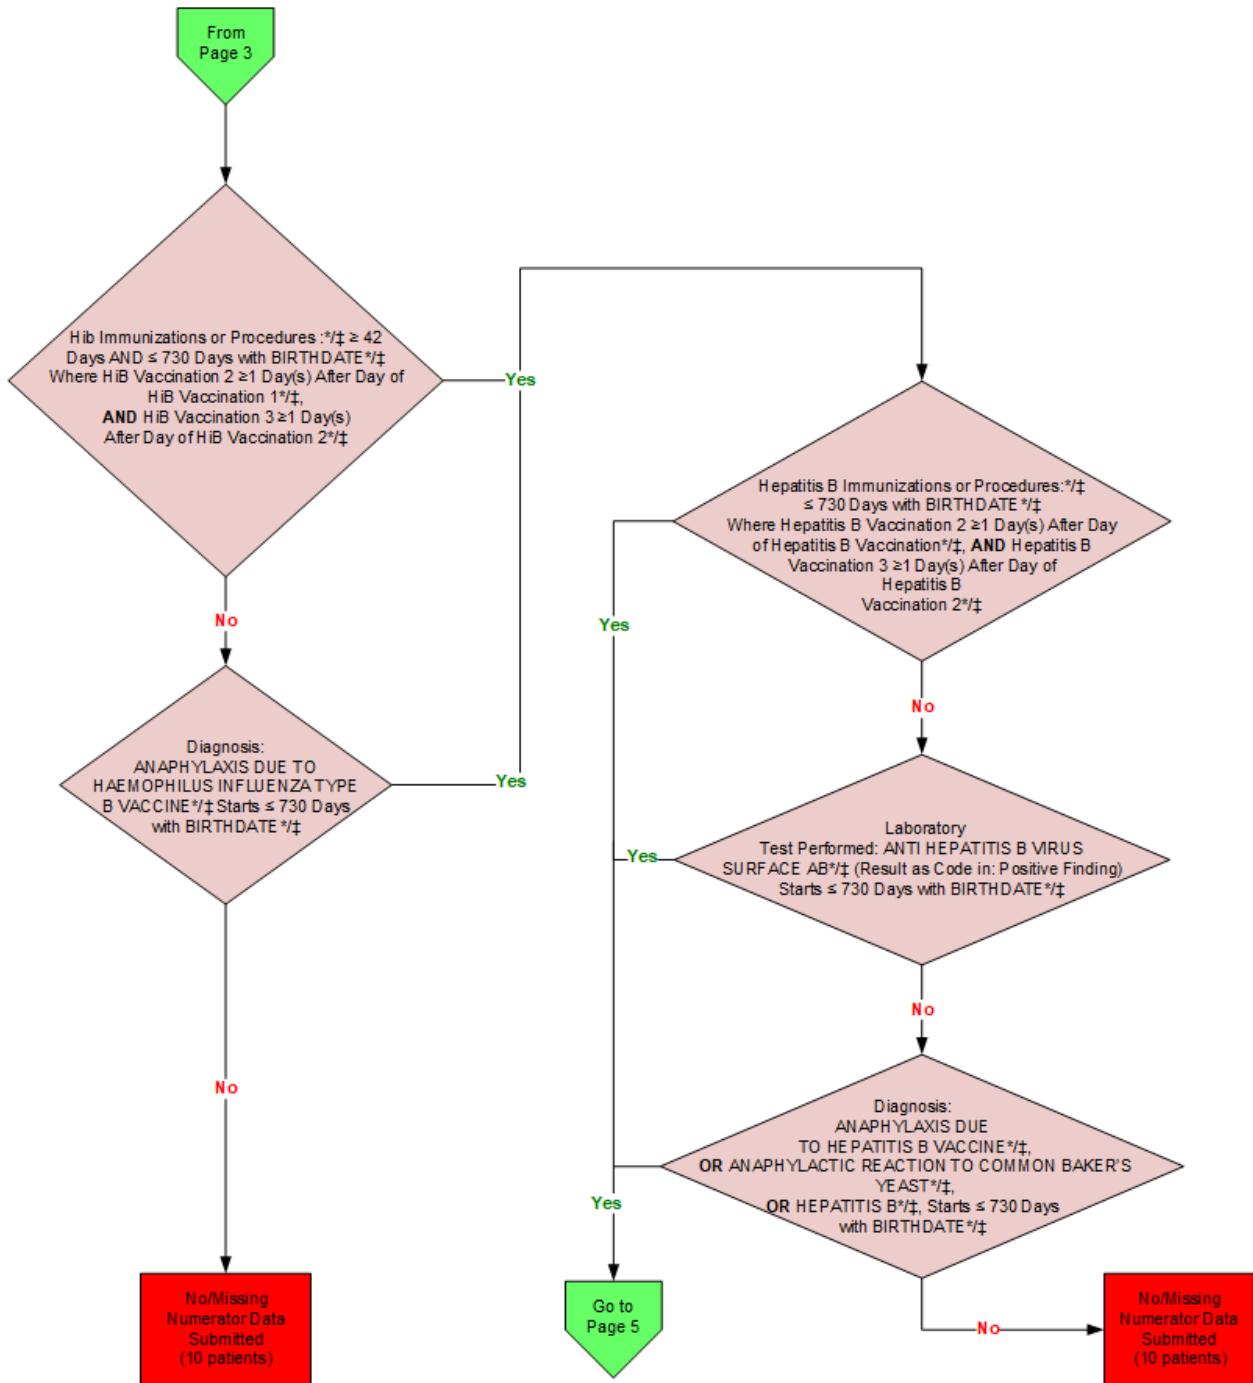 From
Page 3
Hib Immunizations or Procedures :*/‡ ≥ 42
Days AND ≤ 730 Days with BIRTHDATE*/‡
Where HiB Vaccination 2 ≥1 Day(s) After Day of
HiB Vaccination 1*/‡,
AND HiB Vaccination 3 ≥1 Day(s)
After Day of HiB Vaccination 2*/‡
Yes
No
Diagnosis:
ANAPHYLAXIS DUE TO
HAEMOPHILUS INFLUENZA TYPE
B VACCINE*/‡ Starts ≤ 730 Days
with BIRTHDATE*/‡
Yes
No
No/Missing
Numerator Data
Submitted
(10 patients)
Hepatitis B Immunizations or Procedures:*/‡
≤ 730 Days with BIRTHDATE*/‡
Where Hepatitis B Vaccination 2 ≥1 Day(s) After Day
of Hepatitis B Vaccination*/‡, AND Hepatitis B
Vaccination 3 ≥1 Day(s) After Day of
Hepatitis B
Vaccination 2*/‡
Yes
No
Laboratory
Test Performed: ANTI HEPATITIS B VIRUS
SURFACE AB*/‡ (Result as Code in: Positive Finding)
Starts ≤ 730 Days with BIRTHDATE*/‡
Yes
No
Diagnosis:
ANAPHYLAXIS DUE
TO HEPATITIS B VACCINE*/‡,
OR ANAPHYLACTIC REACTION TO COMMON BAKER'S
YEAST*/‡,
OR HEPATITIS B*/‡, Starts ≤ 730 Days
with BIRTHDATE*/‡
Yes
Go to
Page 5
No
No/Missing
Numerator Data
Submitted
(10 patients)